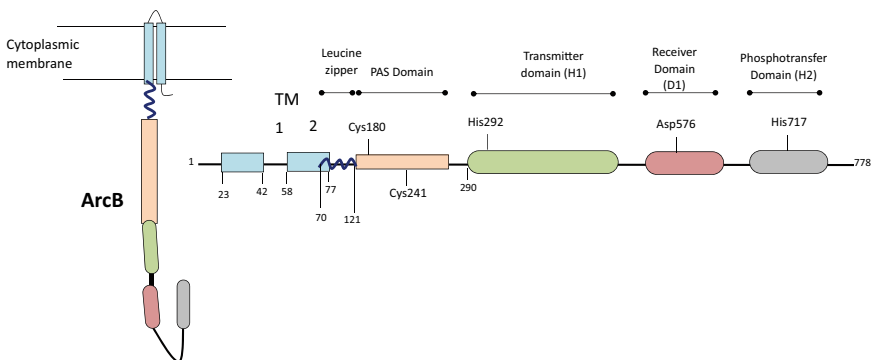 Cytoplasmic
membrane
ArcB
Leucine
zipper
PAS Domain
Transmitter
domain (H1)
Receiver
Domain
(D1)
Phosphotransfer
Domain (H2)
TM
1
2
Cys180
His292
Asp576
His717
1
778
23
42
58
77
70
121
Cys241
290